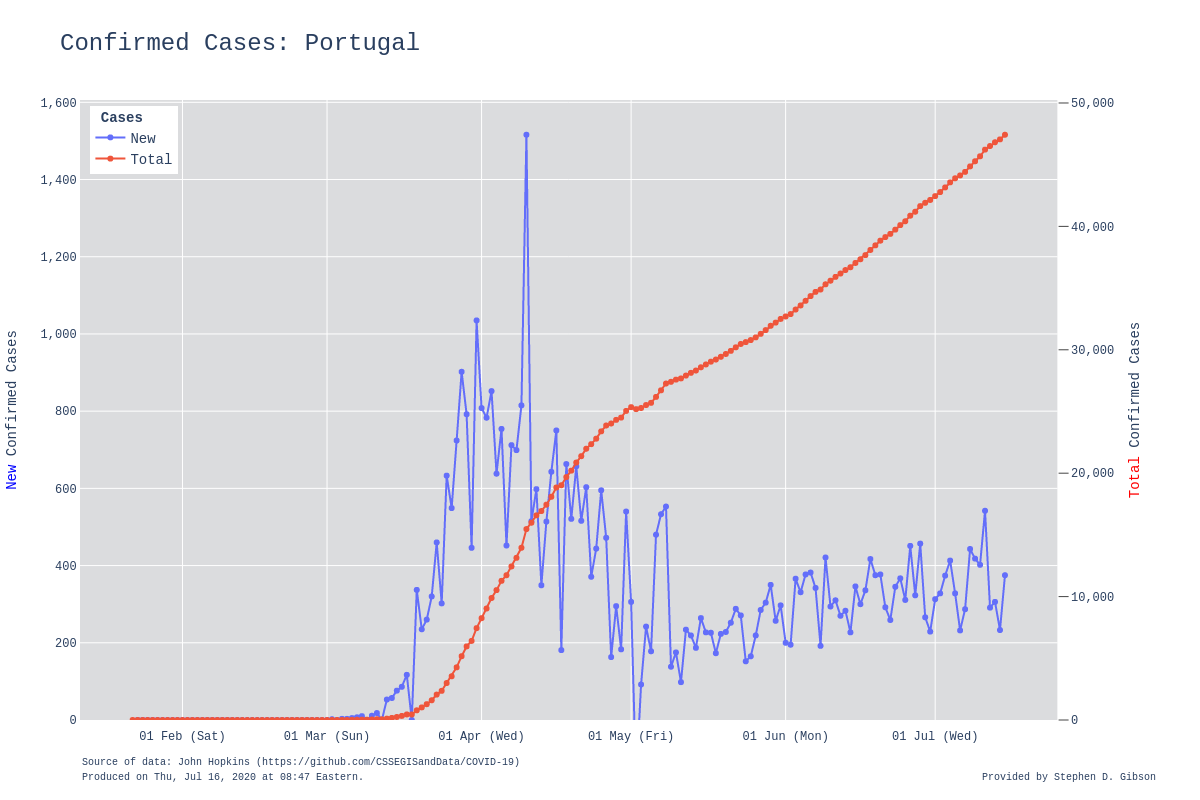 Confirmed Cases: Portugal
1,600
1,400
1,200
1,000
800
600
400
200
0
50,000
40,000
30,000
20,000
10,000
0
Cases
New
Total
New Confirmed Cases
Total Confirmed Cases
01 Feb (Sat)
01 Mar (Sun)
01 Apr (Wed)
01 May (Fri)
01 Jun (Mon)
01 Jul (Wed)
Source of data: John Hopkins (https://github.com/CSSEGISandData/COVID-19)
Produced on Thu, Jul 16, 2020 at 08:47 Eastern.
Provided by Stephen D. Gibson